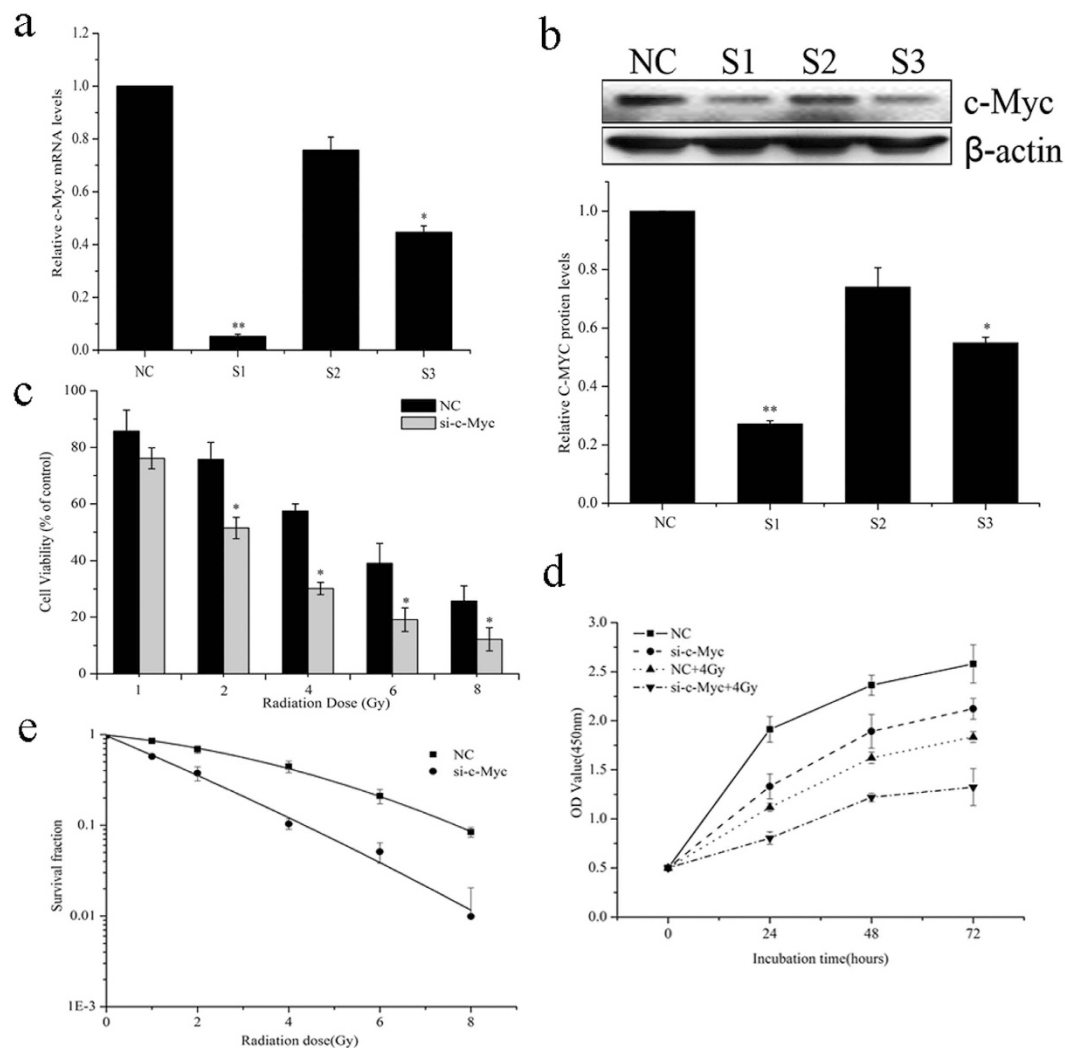 a
Relative c-Myc mRNA levels
1.0
0.8
0.6
0.4
0.2
0.0
**
*
NC S1 S2 S3
b
NC S1 S2 S3
c-Myc
β-actin
Relative C-MYC protien levels
1.0
0.8
0.6
0.4
0.2
0.0
**
*
NC S1 S2 S3
c
Cell Viability (% of control)
100
80
60
40
20
0
NC
si-c-Myc
*
*
*
*
1 2 4 6 8
Radiation Dose (Gy)
d
OD Value(450nm)
3.0
2.5
2.0
1.5
1.0
0.5
0.0
NC
si-c-Myc
NC+4Gy
si-c-Myc+4Gy
0 24 48 72
Incubation time(hours)
e
Survival fraction
1
0.1
0.01
1E-3
NC
si-c-Myc
0 2 4 6 8
Radiation dose(Gy)